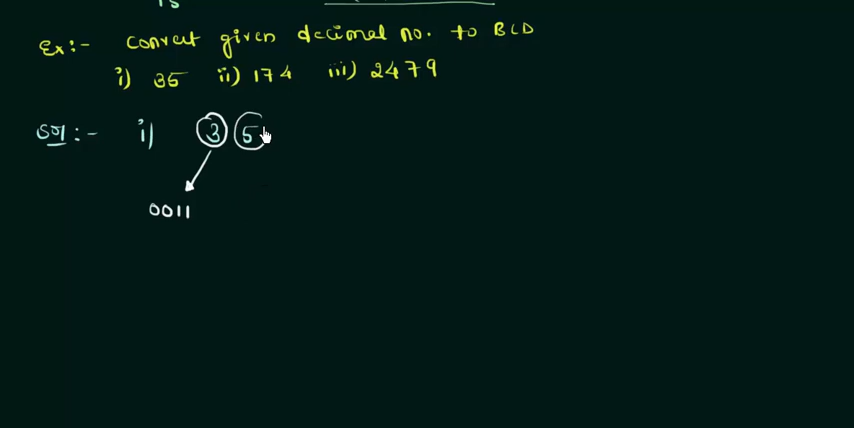 Ex:- convert given decimal no. to BCD
i) 35 ii) 174 iii) 2479
Sol:- i) 3 5
0011